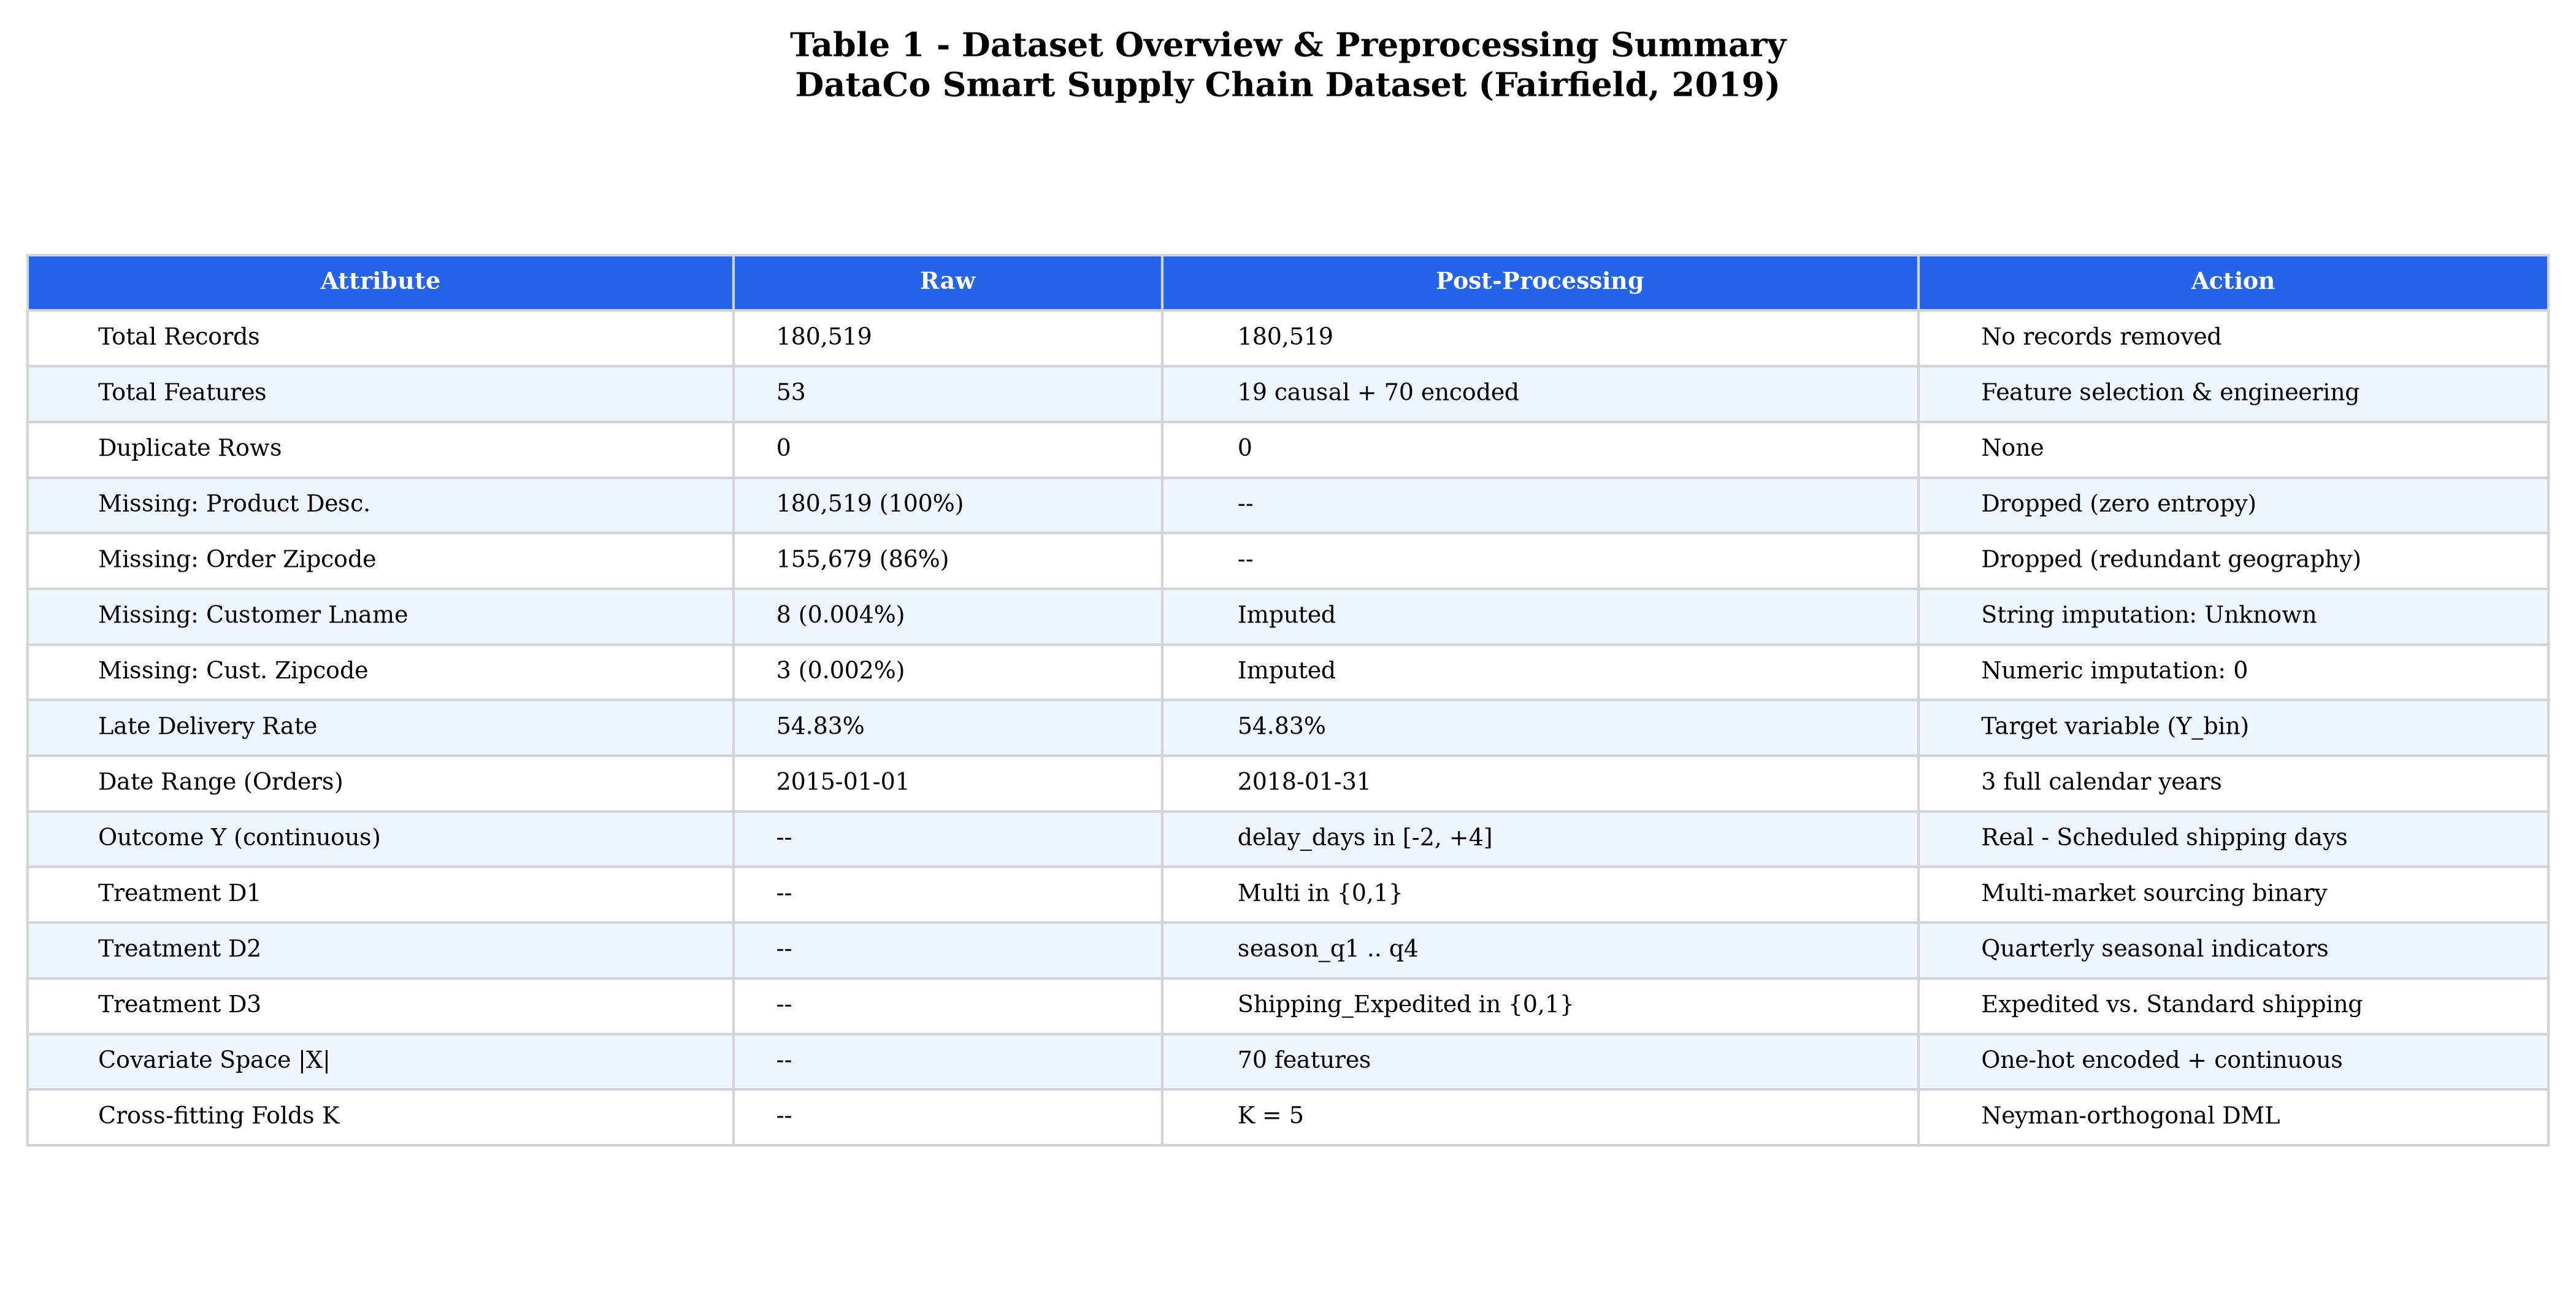 Table 1 - Dataset Overview & Preprocessing Summary
DataCo Smart Supply Chain Dataset (Fairfield, 2019)
Attribute Raw Post-Processing Action
Total Records 180,519 180,519 No records removed
Total Features 53 19 causal + 70 encoded Feature selection & engineering
Duplicate Rows 0 0 None
Missing: Product Desc. 180,519 (100%) -- Dropped (zero entropy)
Missing: Order Zipcode 155,679 (86%) -- Dropped (redundant geography)
Missing: Customer Lname 8 (0.004%) Imputed String imputation: Unknown
Missing: Cust. Zipcode 3 (0.002%) Imputed Numeric imputation: 0
Late Delivery Rate 54.83% 54.83% Target variable (Y_bin)
Date Range (Orders) 2015-01-01 2018-01-31 3 full calendar years
Outcome Y (continuous) -- delay_days in [-2, +4] Real - Scheduled shipping days
Treatment D1 -- Multi in {0,1} Multi-market sourcing binary
Treatment D2 -- season_q1 .. q4 Quarterly seasonal indicators
Treatment D3 -- Shipping_Expedited in {0,1} Expedited vs. Standard shipping
Covariate Space |X| -- 70 features One-hot encoded + continuous
Cross-fitting Folds K -- K = 5 Neyman-orthogonal DML